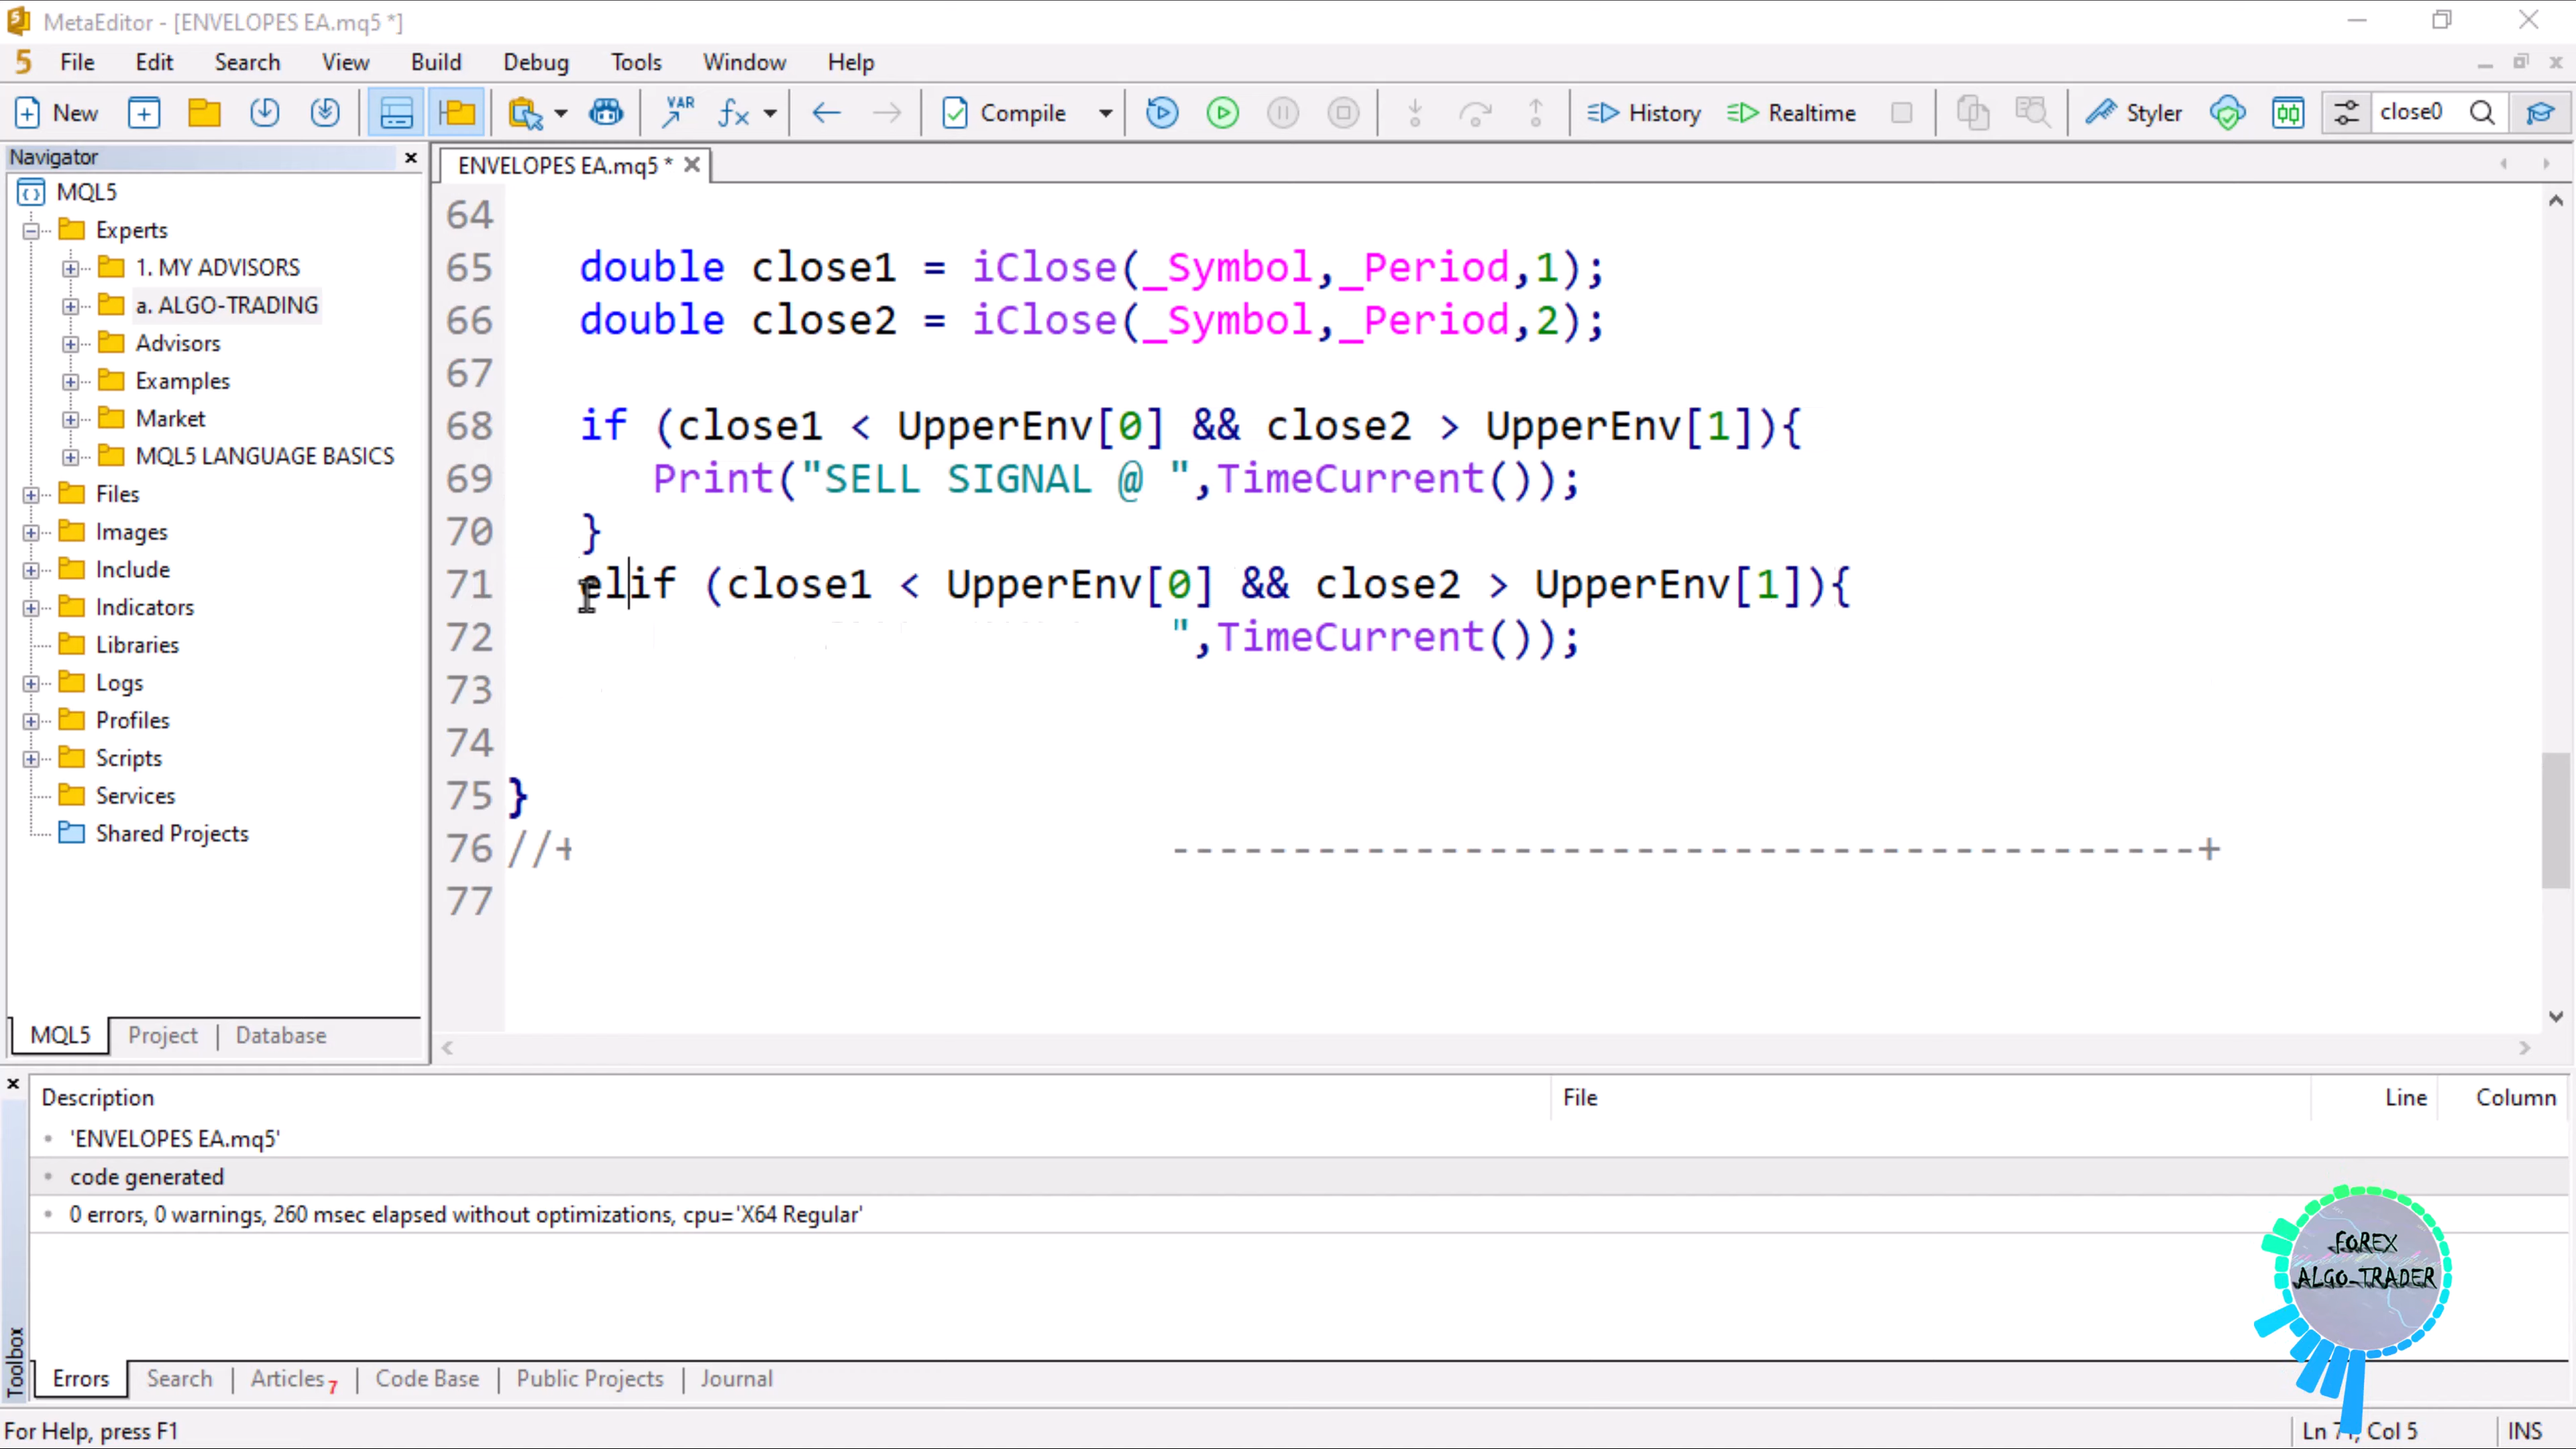 MetaEditor - [ENVELOPES EA.mq5 *]
5 File Edit Search View Build Debug Tools Window Help
New VAR fx Compile History Realtime Styler close0
Navigator
ENVELOPES EA.mq5 *
MQL5
Experts
1. MY ADVISORS
a. ALGO-TRADING
Advisors
Examples
Market
MQL5 LANGUAGE BASICS
Files
Images
Include
Indicators
Libraries
Logs
Profiles
Scripts
Services
Shared Projects
MQL5 Project Database
64
65 double close1 = iClose(_Symbol,_Period,1);
66 double close2 = iClose(_Symbol,_Period,2);
67
68 if (close1 < UpperEnv[0] && close2 > UpperEnv[1]){
69 Print("SELL SIGNAL @ ",TimeCurrent());
70 }
71 elif (close1 < UpperEnv[0] && close2 > UpperEnv[1]){
72 ",TimeCurrent());
73
74
75 }
76 //+ ------------------------------------------+
77
Description File Line Column
'ENVELOPES EA.mq5'
code generated
0 errors, 0 warnings, 260 msec elapsed without optimizations, cpu='X64 Regular'
FOREX
ALGO-TRADER
Toolbox
Errors Search Articles 7 Code Base Public Projects Journal
For Help, press F1
Ln Col 5 INS